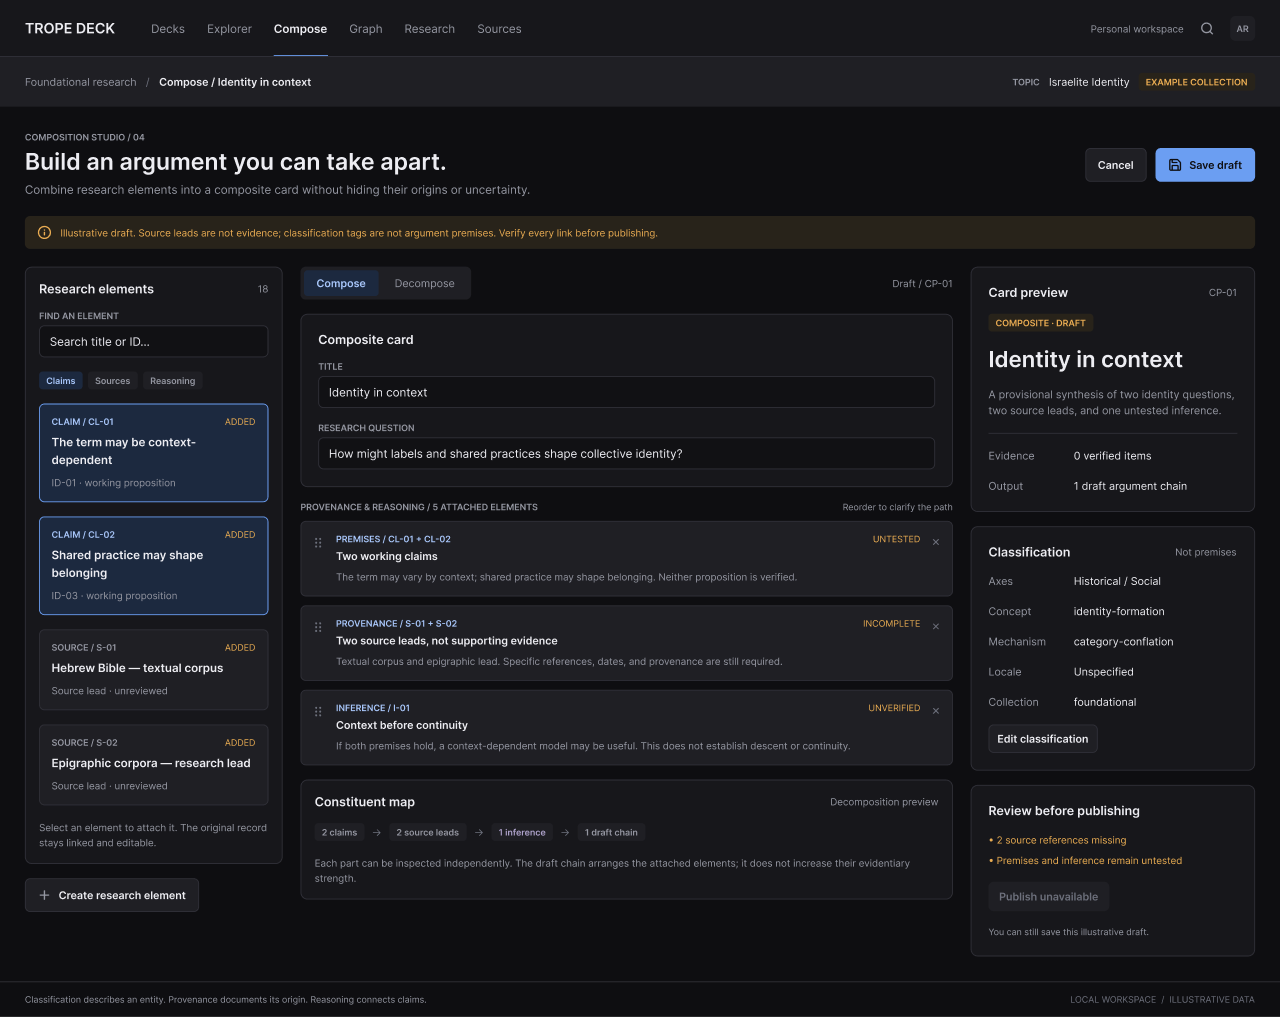 TROPE DECK
Decks
Explorer
Compose
Graph
Research
Sources
Personal workspace
AR
Foundational research / Compose / Identity in context
TOPIC Israelite Identity EXAMPLE COLLECTION
COMPOSITION STUDIO / 04
Build an argument you can take apart.
Combine research elements into a composite card without hiding their origins or uncertainty.
Cancel
Save draft
Illustrative draft. Source leads are not evidence; classification tags are not argument premises. Verify every link before publishing.
Research elements 18
FIND AN ELEMENT
Search title or ID...
Claims
Sources
Reasoning
CLAIM / CL-01 ADDED
The term may be context-
dependent
ID-01 · working proposition
CLAIM / CL-02 ADDED
Shared practice may shape
belonging
ID-03 · working proposition
SOURCE / S-01 ADDED
Hebrew Bible — textual corpus
Source lead · unreviewed
SOURCE / S-02 ADDED
Epigraphic corpora — research lead
Source lead · unreviewed
Select an element to attach it. The original record
stays linked and editable.
+ Create research element
Compose
Decompose
Draft / CP-01
Composite card
TITLE
Identity in context
RESEARCH QUESTION
How might labels and shared practices shape collective identity?
PROVENANCE & REASONING / 5 ATTACHED ELEMENTS
Reorder to clarify the path
PREMISES / CL-01 + CL-02 UNTESTED ×
Two working claims
The term may vary by context; shared practice may shape belonging. Neither proposition is verified.
PROVENANCE / S-01 + S-02 INCOMPLETE ×
Two source leads, not supporting evidence
Textual corpus and epigraphic lead. Specific references, dates, and provenance are still required.
INFERENCE / I-01 UNVERIFIED ×
Context before continuity
If both premises hold, a context-dependent model may be useful. This does not establish descent or continuity.
Constituent map
Decomposition preview
2 claims → 2 source leads → 1 inference → 1 draft chain
Each part can be inspected independently. The draft chain arranges the attached elements; it does not increase their evidentiary
strength.
Card preview CP-01
COMPOSITE · DRAFT
Identity in context
A provisional synthesis of two identity questions,
two source leads, and one untested inference.
Evidence 0 verified items
Output 1 draft argument chain
Classification Not premises
Axes Historical / Social
Concept identity-formation
Mechanism category-conflation
Locale Unspecified
Collection foundational
Edit classification
Review before publishing
• 2 source references missing
• Premises and inference remain untested
Publish unavailable
You can still save this illustrative draft.
Classification describes an entity. Provenance documents its origin. Reasoning connects claims.
LOCAL WORKSPACE / ILLUSTRATIVE DATA